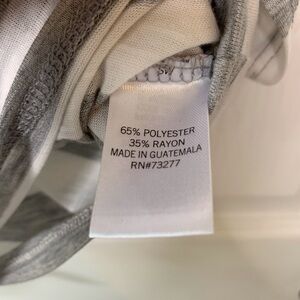 65% POLYESTER
35% RAYON
MADE IN GUATEMALA
RN#73277